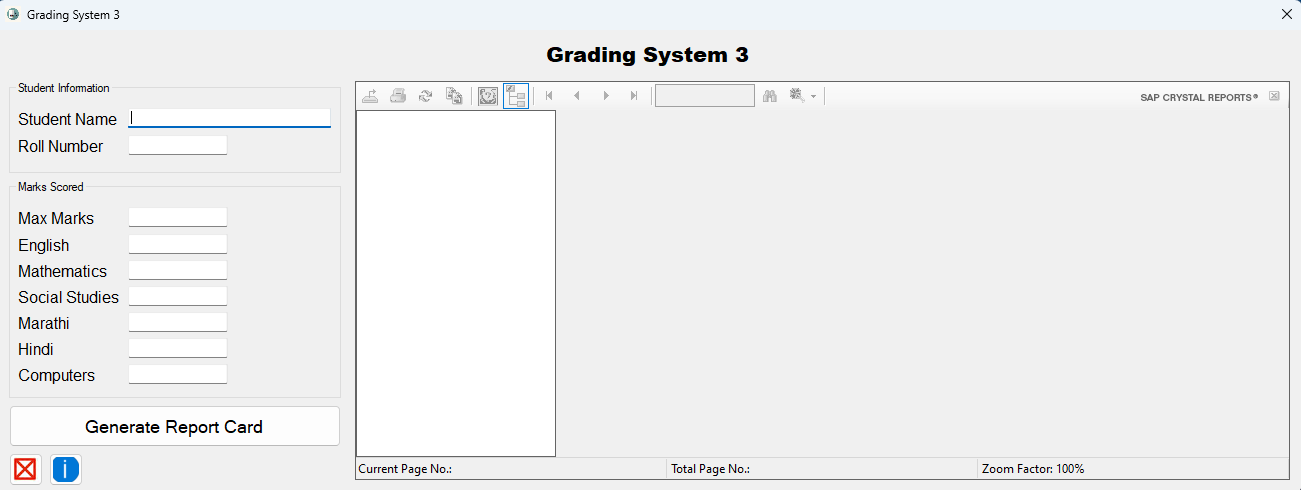 Grading System 3
Grading System 3
Student Information
Student Name
Roll Number
Marks Scored
Max Marks
English
Mathematics
Social Studies
Marathi
Hindi
Computers
Generate Report Card
SAP CRYSTAL REPORTS®
Current Page No.:
Total Page No.:
Zoom Factor: 100%